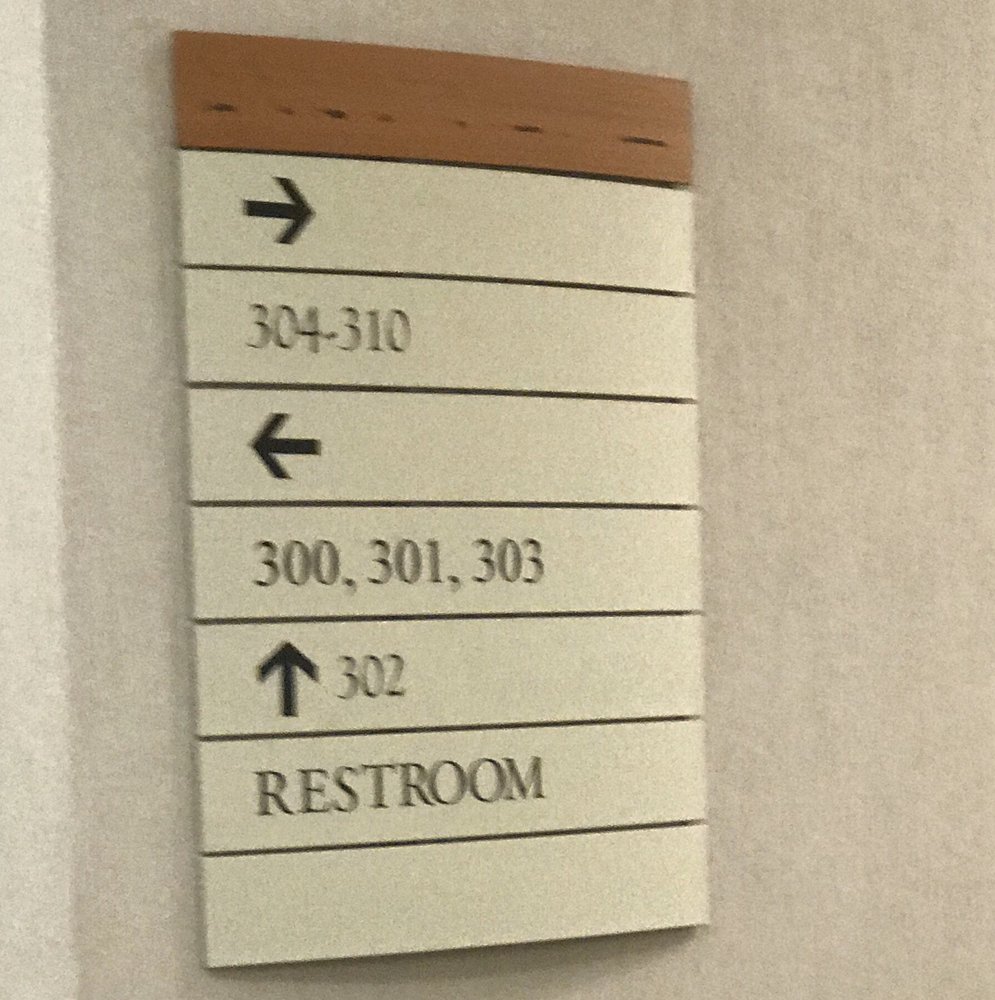 →
304-310
←
300, 301, 303
↑ 302
RESTROOM